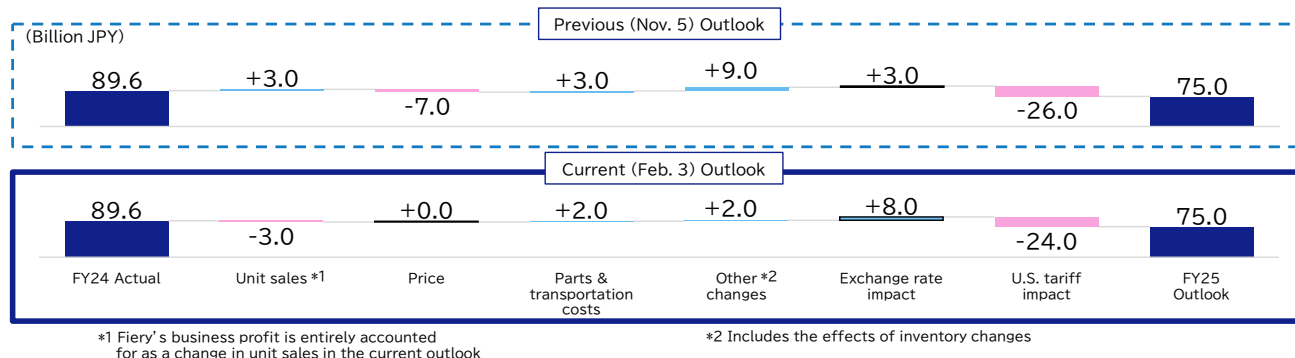 Previous (Nov. 5) Outlook
(Billion JPY)
89.6 +3.0 -7.0 +3.0 +9.0 +3.0 -26.0 75.0
Current (Feb. 3) Outlook
89.6 -3.0 +0.0 +2.0 +2.0 +8.0 -24.0 75.0
FY24 Actual
Unit sales *1
Price
Parts &
transportation
costs
Other *2
changes
Exchange rate
impact
U.S. tariff
impact
FY25
Outlook
*1 Fiery's business profit is entirely accounted
for as a change in unit sales in the current outlook
*2 Includes the effects of inventory changes